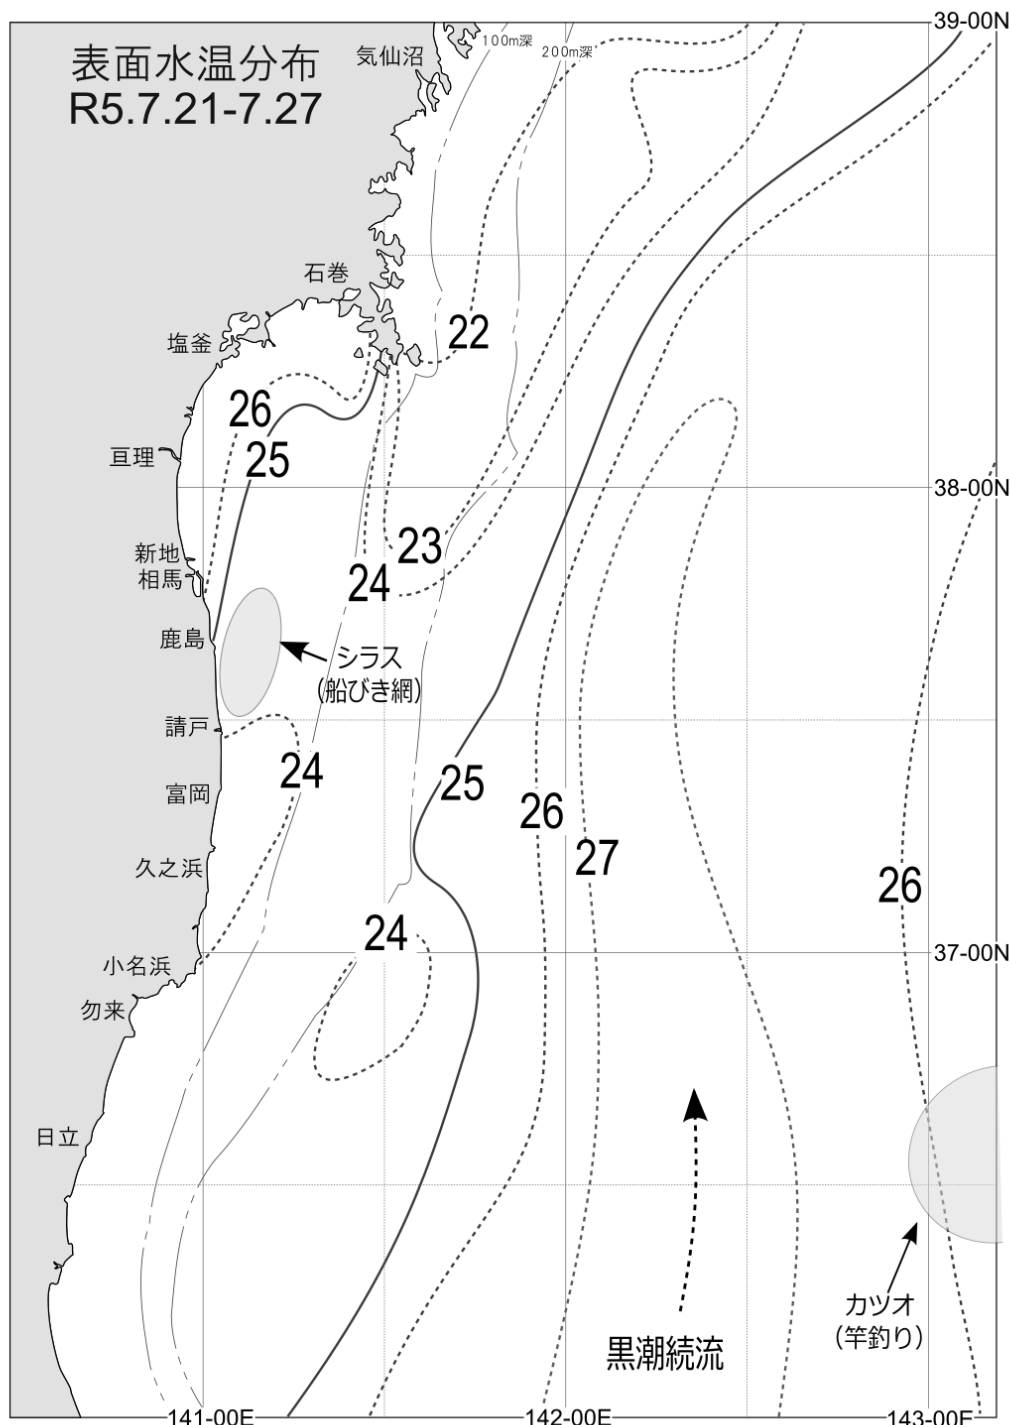 表面水温分布
R5.7.21-7.27
気仙沼
100m深
200m深
39-00N
石巻
塩釜
22
26
25
亘理
38-00N
新地
相馬
23
24
鹿島
シラス
(船びき網)
請戸
24
25
富岡
26
27
久之浜
26
24
37-00N
小名浜
勿来
日立
カツオ
(竿釣り)
黒潮続流
141-00E
142-00E
143-00E